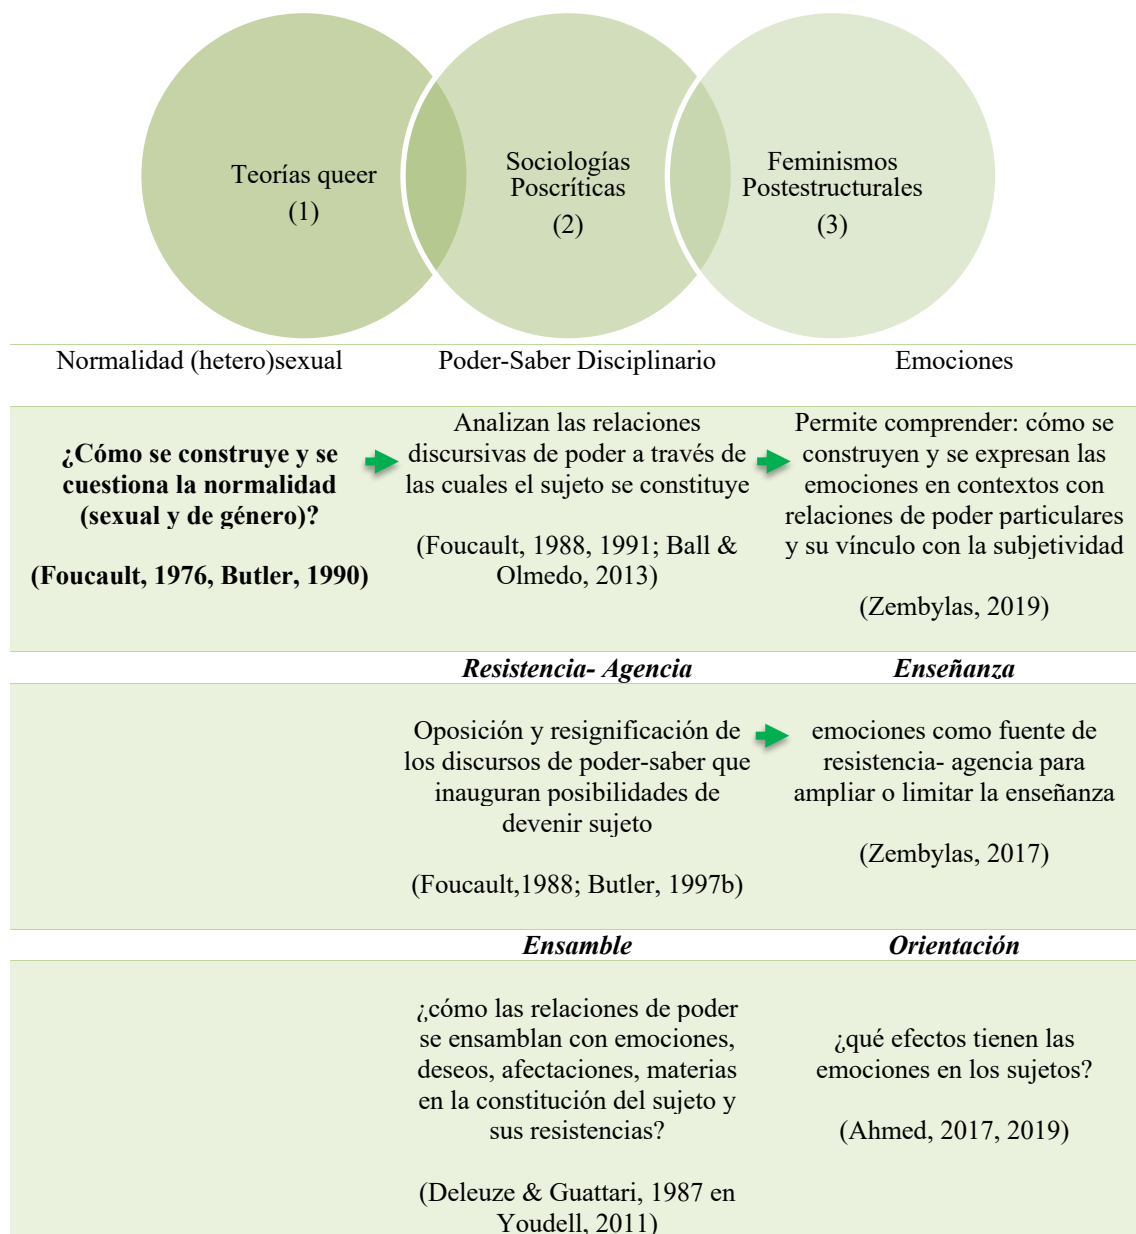 Teorías queer
(1)
Sociologías
Poscríticas
(2)
Feminismos
Postestructurales
(3)
Normalidad (hetero)sexual
Poder-Saber Disciplinario
Emociones
¿Cómo se construye y se
cuestiona la normalidad
(sexual y de género)?
(Foucault, 1976, Butler, 1990)
Analizan las relaciones
discursivas de poder a través de
las cuales el sujeto se constituye
(Foucault, 1988, 1991; Ball &
Olmedo, 2013)
Permite comprender: cómo se
construyen y se expresan las
emociones en contextos con
relaciones de poder particulares
y su vínculo con la subjetividad
(Zembylas, 2019)
Resistencia- Agencia
Enseñanza
Oposición y resignificación de
los discursos de poder-saber que
inauguran posibilidades de
devenir sujeto
(Foucault,1988; Butler, 1997b)
emociones como fuente de
resistencia- agencia para
ampliar o limitar la enseñanza
(Zembylas, 2017)
Ensamble
Orientación
¿cómo las relaciones de poder
se ensamblan con emociones,
deseos, afectaciones, materias
en la constitución del sujeto y
sus resistencias?
(Deleuze & Guattari, 1987 en
Youdell, 2011)
¿qué efectos tienen las
emociones en los sujetos?
(Ahmed, 2017, 2019)